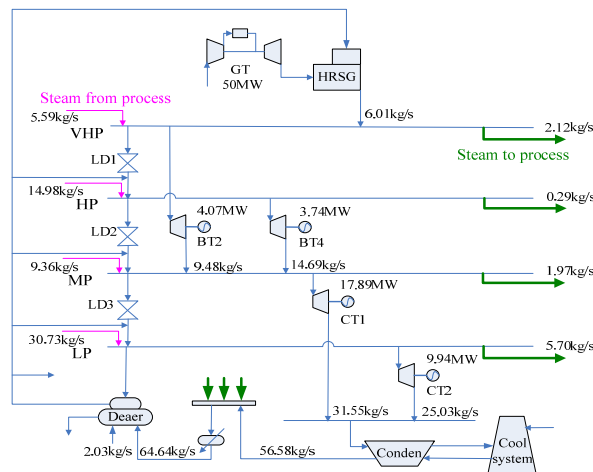 GT
50MW
HRSG
Steam from process
5.59kg/s
6.01kg/s
2.12kg/s
VHP
Steam to process
LD1
14.98kg/s
0.29kg/s
HP
4.07MW
3.74MW
LD2
BT2
BT4
9.36kg/s
9.48kg/s
14.69kg/s
1.97kg/s
MP
17.89MW
LD3
CT1
30.73kg/s
5.70kg/s
LP
9.94MW
CT2
Deaer
31.55kg/s
25.03kg/s
2.03kg/s
64.64kg/s
56.58kg/s
Conden
Cool
system